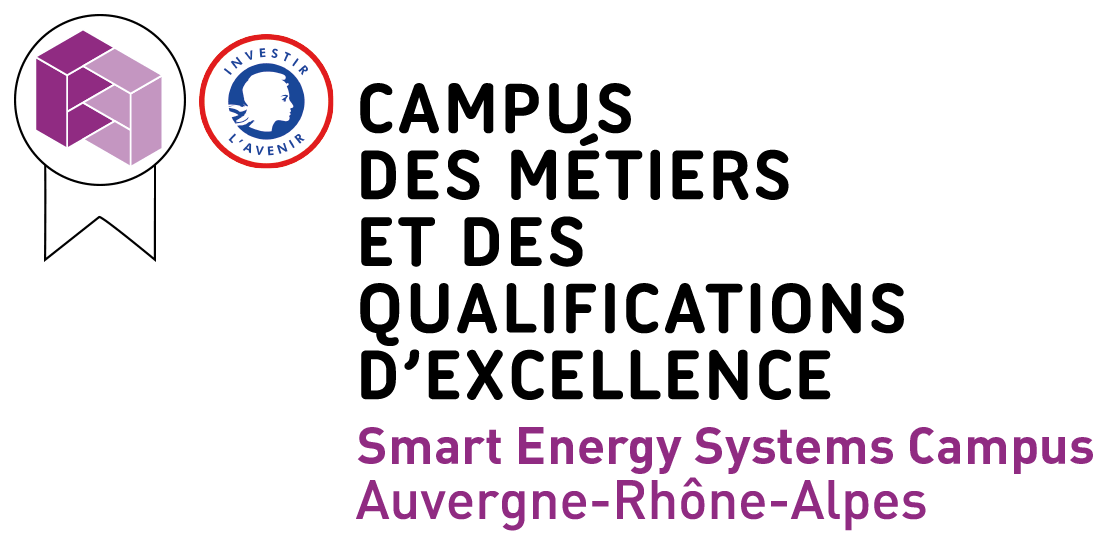 INVESTIR
L'AVENIR
CAMPUS
DES MÉTIERS
ET DES
QUALIFICATIONS
D’EXCELLENCE
Smart Energy Systems Campus
Auvergne-Rhône-Alpes